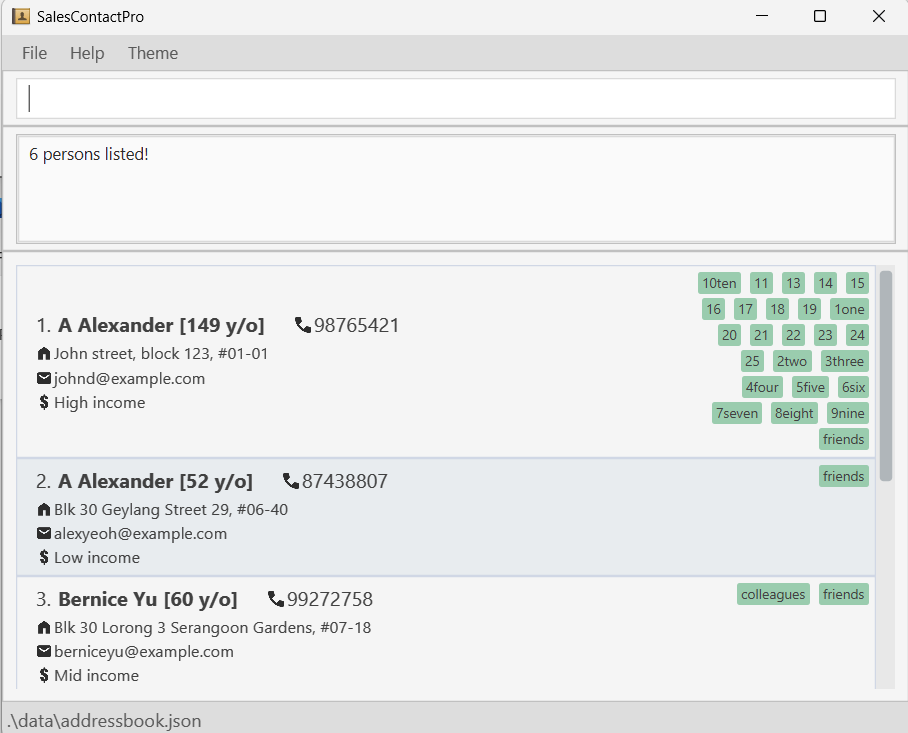 SalesContactPro
File Help Theme
6 persons listed!
1. A Alexander [149 y/o] 98765421
John street, block 123, #01-01
johnd@example.com
$ High income
10ten 11 13 14 15
16 17 18 19 1one
20 21 22 23 24
25 2two 3three
4four 5five 6six
7seven 8eight 9nine
friends
2. A Alexander [52 y/o] 87438807
Blk 30 Geylang Street 29, #06-40
alexyeoh@example.com
$ Low income
friends
3. Bernice Yu [60 y/o] 99272758
Blk 30 Lorong 3 Serangoon Gardens, #07-18
berniceyu@example.com
$ Mid income
colleagues friends
.\data\addressbook.json